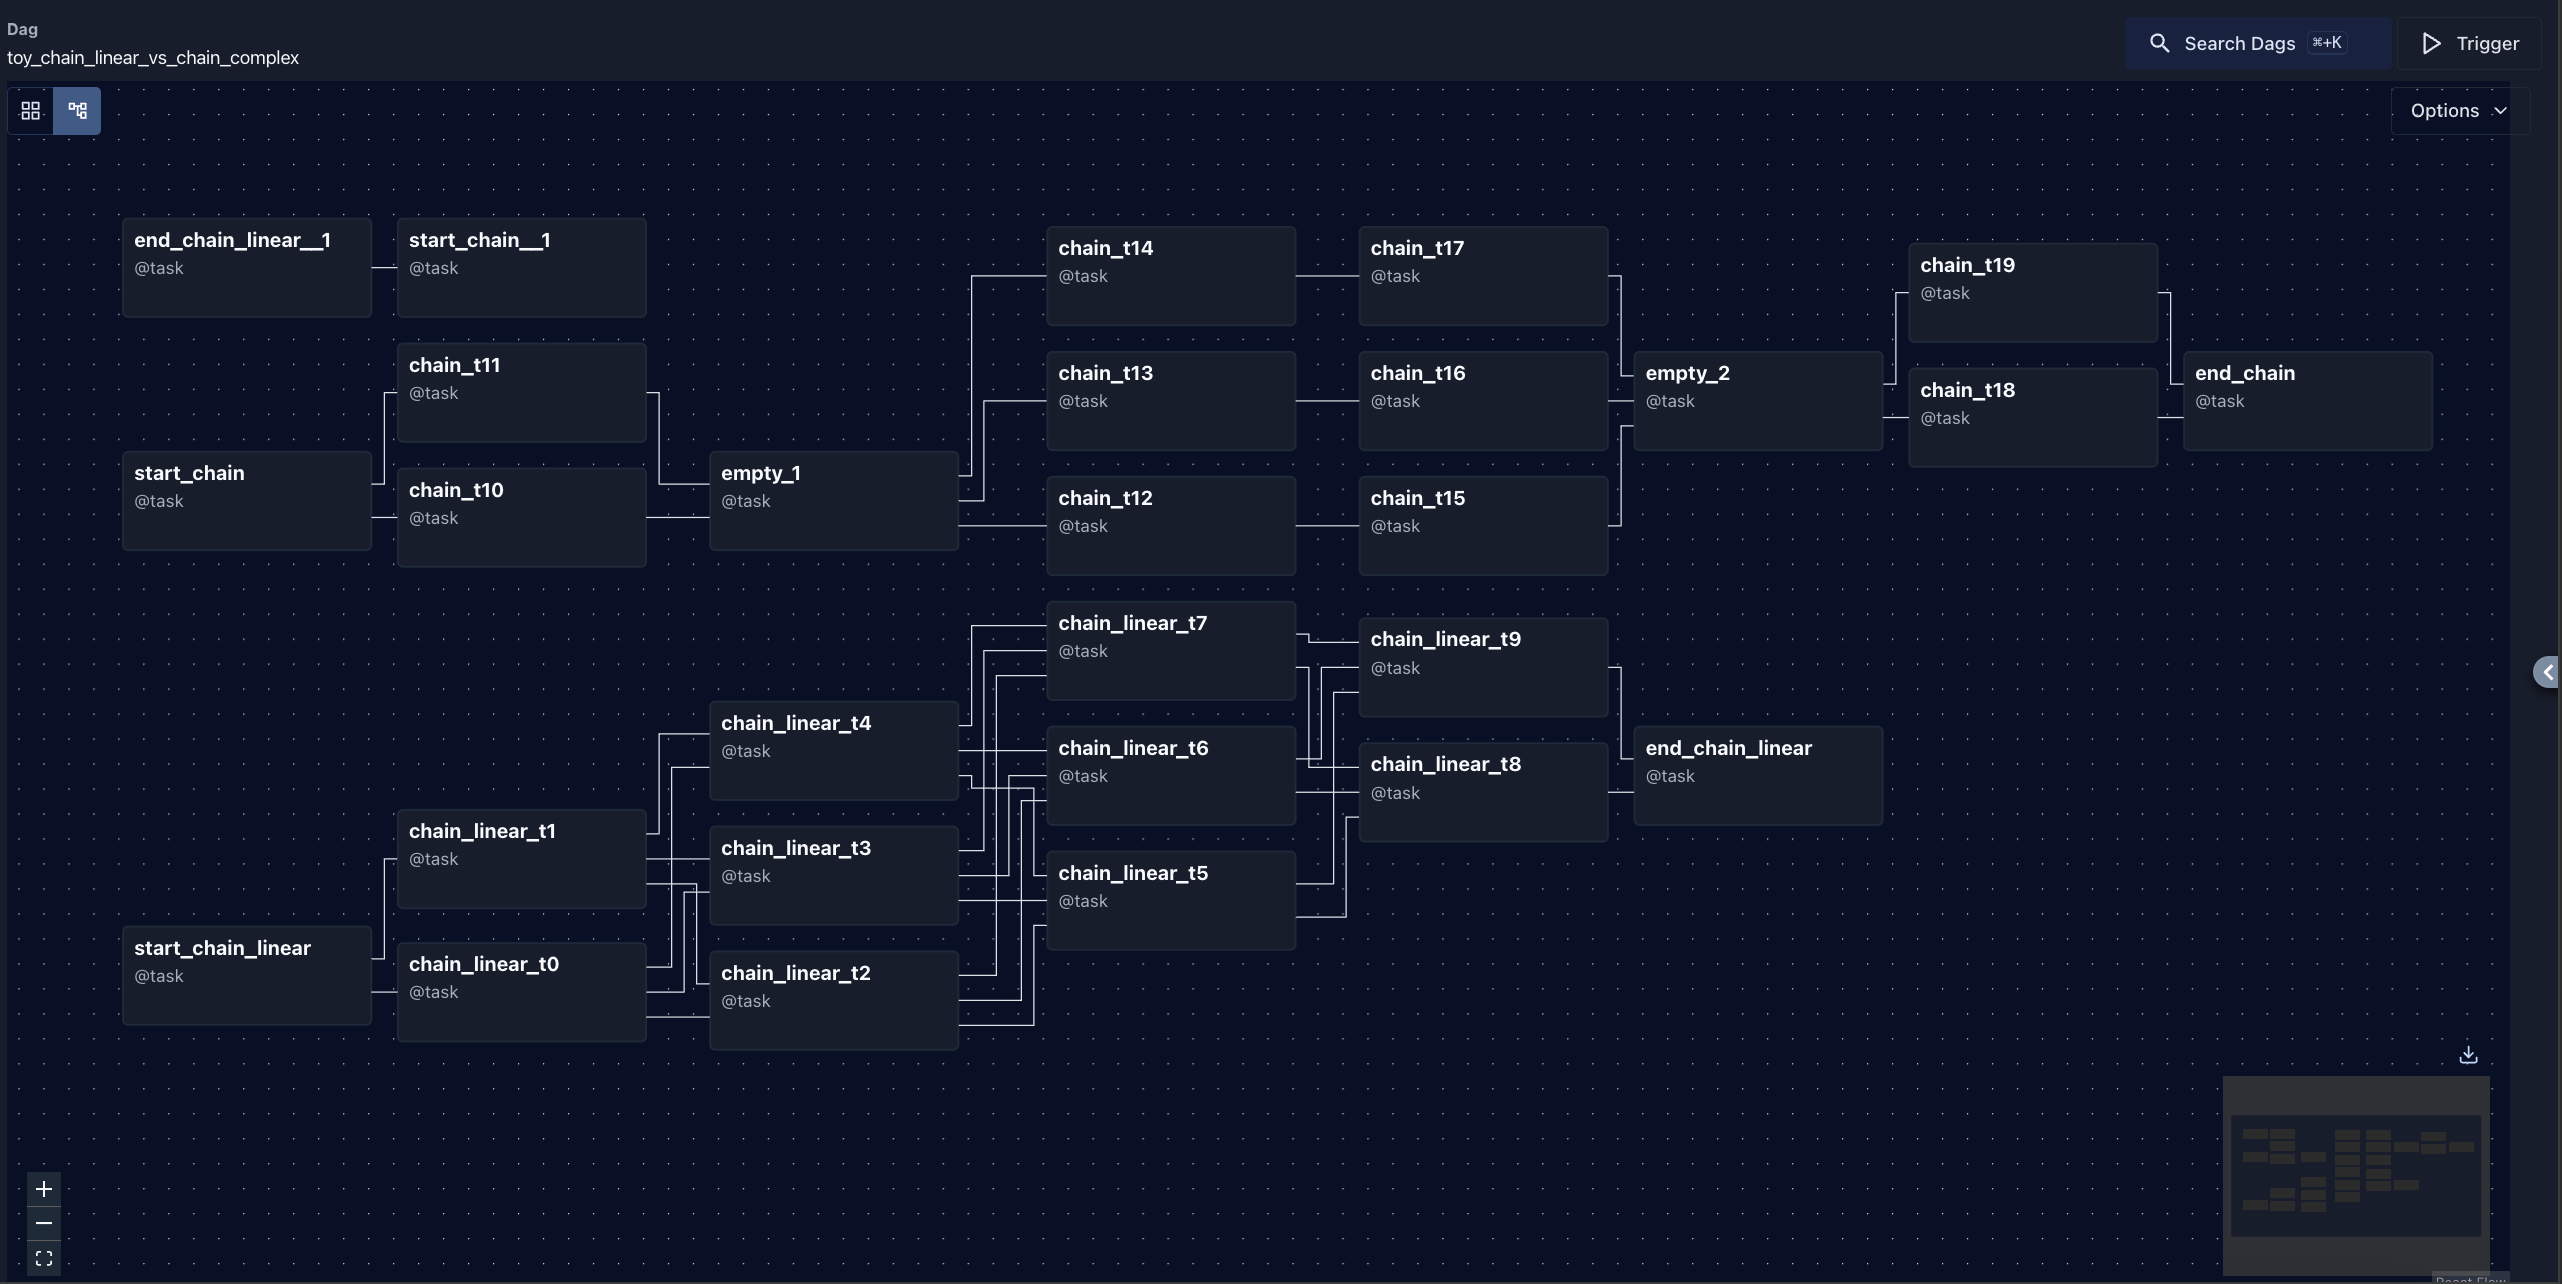 Dag
toy_chain_linear_vs_chain_complex
Search Dags ⌘+K
Trigger
Options
end_chain_linear__1
@task
start_chain__1
@task
chain_t14
@task
chain_t17
@task
chain_t19
@task
chain_t11
@task
chain_t13
@task
chain_t16
@task
empty_2
@task
chain_t18
@task
end_chain
@task
start_chain
@task
chain_t10
@task
empty_1
@task
chain_t12
@task
chain_t15
@task
chain_linear_t7
@task
chain_linear_t9
@task
chain_linear_t4
@task
chain_linear_t6
@task
chain_linear_t8
@task
end_chain_linear
@task
chain_linear_t1
@task
chain_linear_t3
@task
chain_linear_t5
@task
start_chain_linear
@task
chain_linear_t0
@task
chain_linear_t2
@task
React Flow